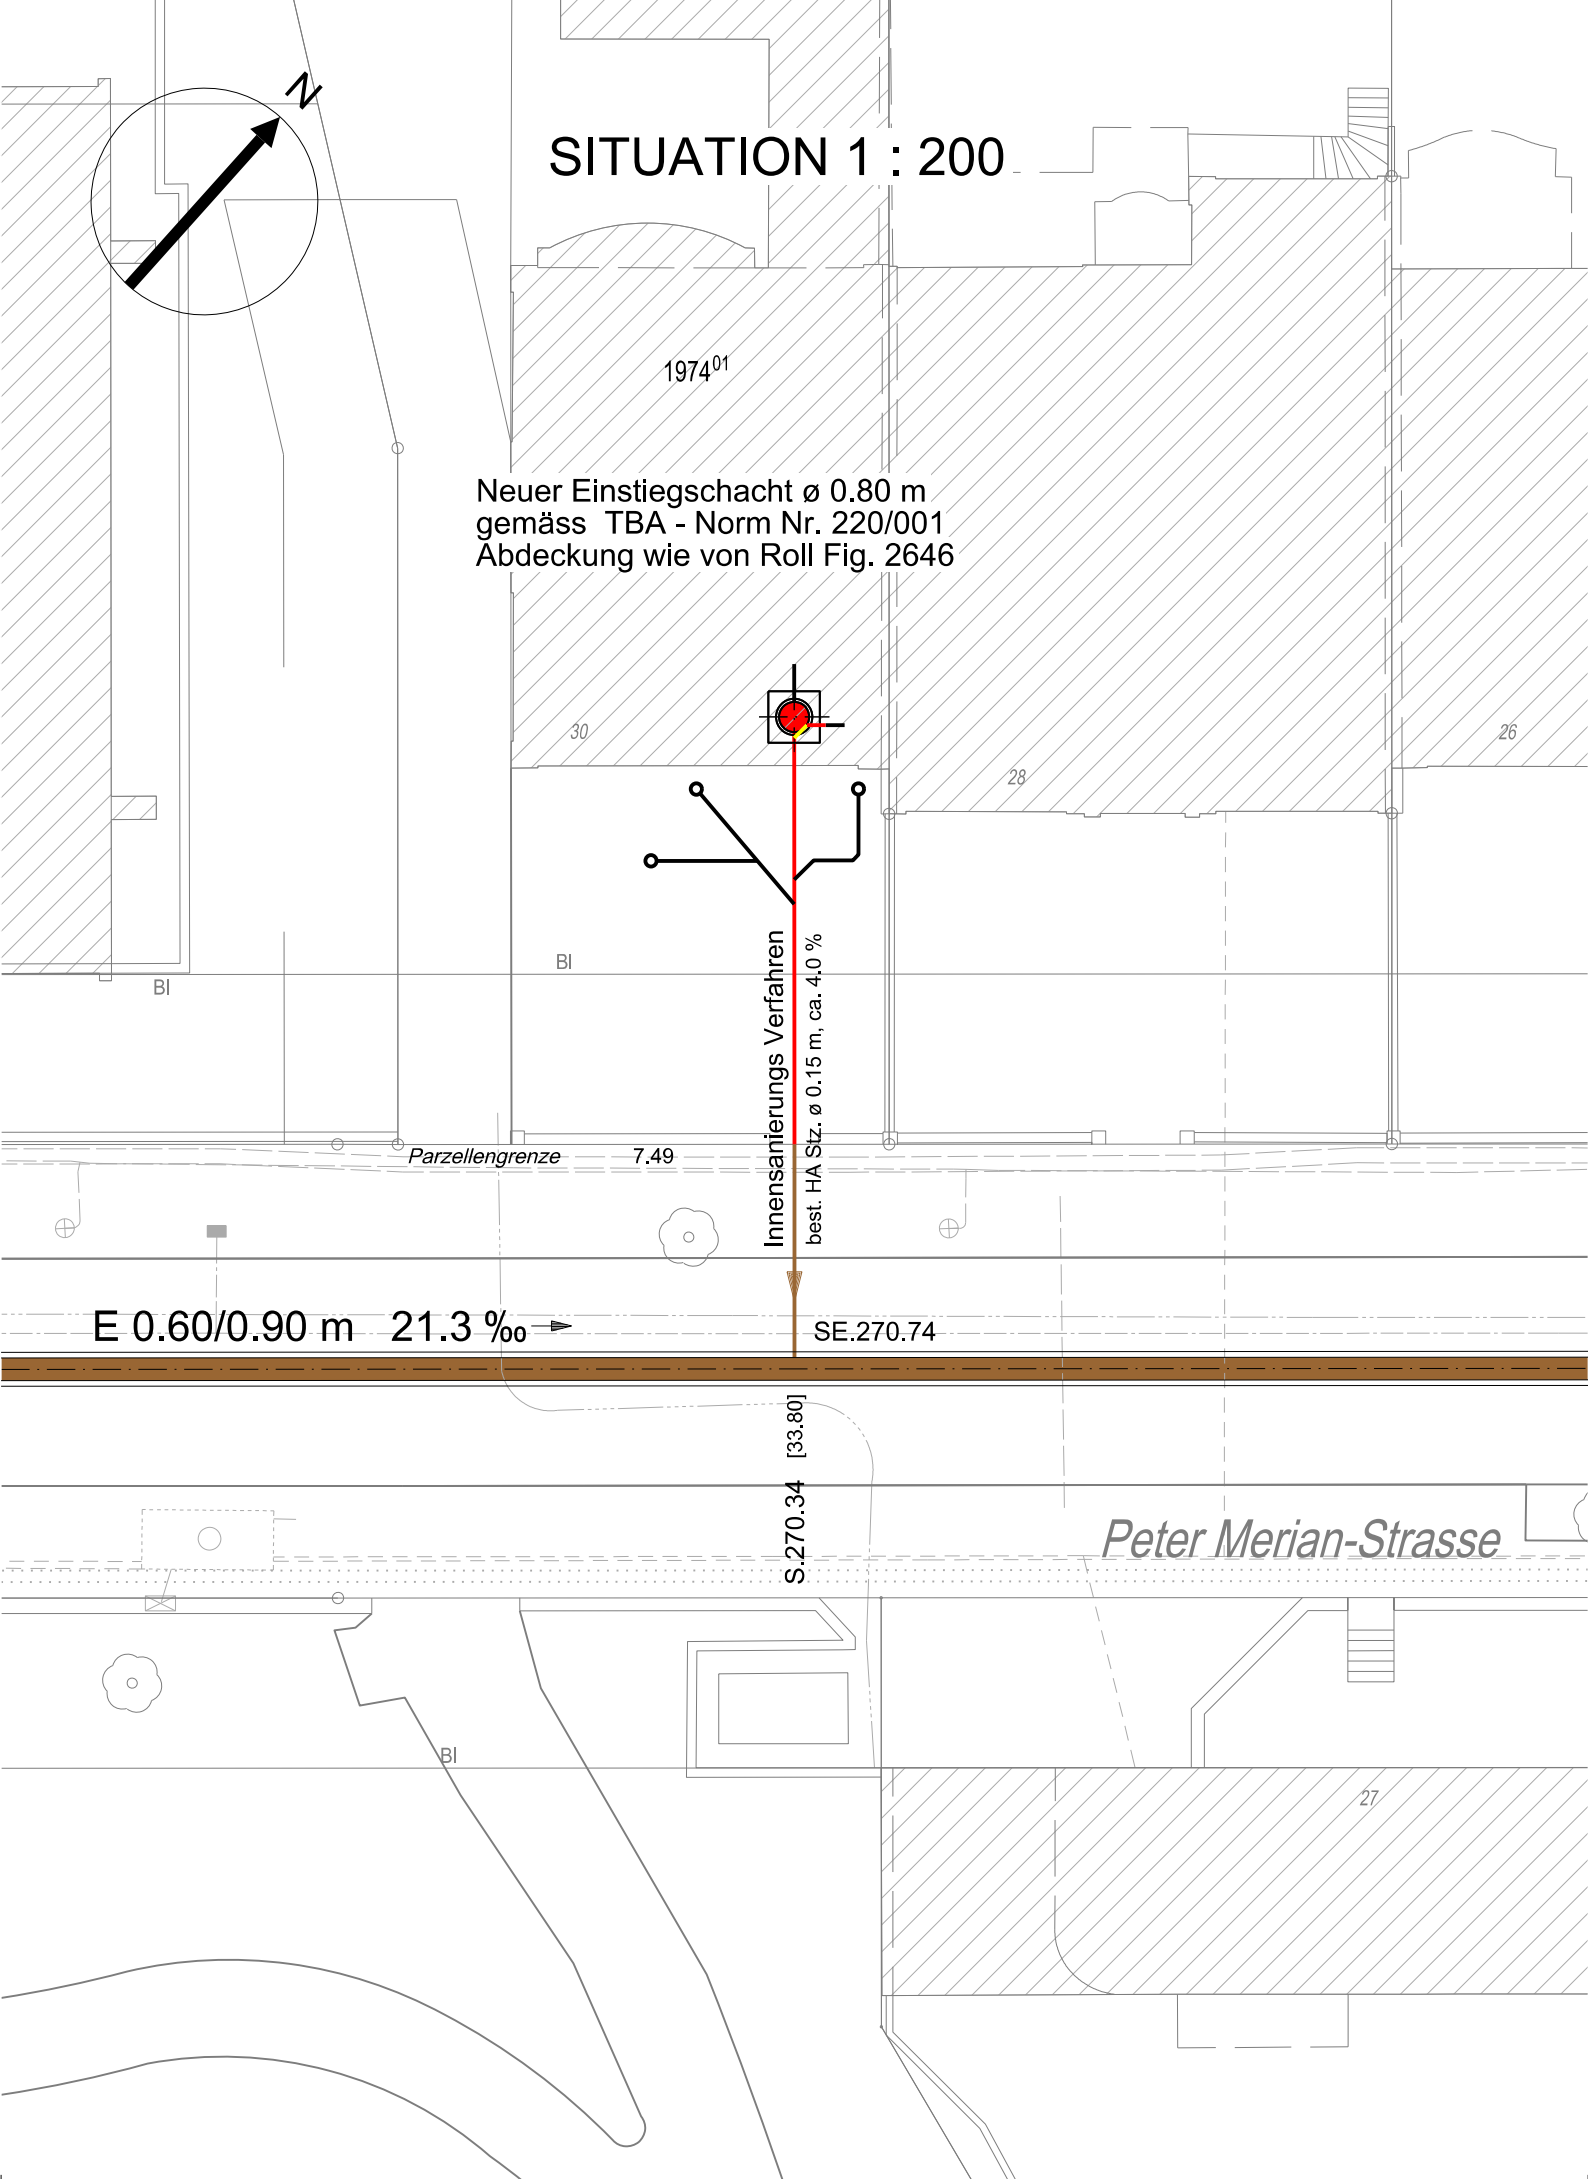 N
SITUATION 1 : 200
1974⁰¹
Neuer Einstiegschacht ø 0.80 m
gemäss TBA - Norm Nr. 220/001
Abdeckung wie von Roll Fig. 2646
30
28
26
Innensanierungs Verfahren
best. HA Stz. ø 0.15 m, ca. 4.0 %
BI
BI
Parzellengrenze 7.49
E 0.60/0.90 m 21.3 ‰
SE.270.74
S.270.34 [33.80]
Peter Merian-Strasse
BI
27